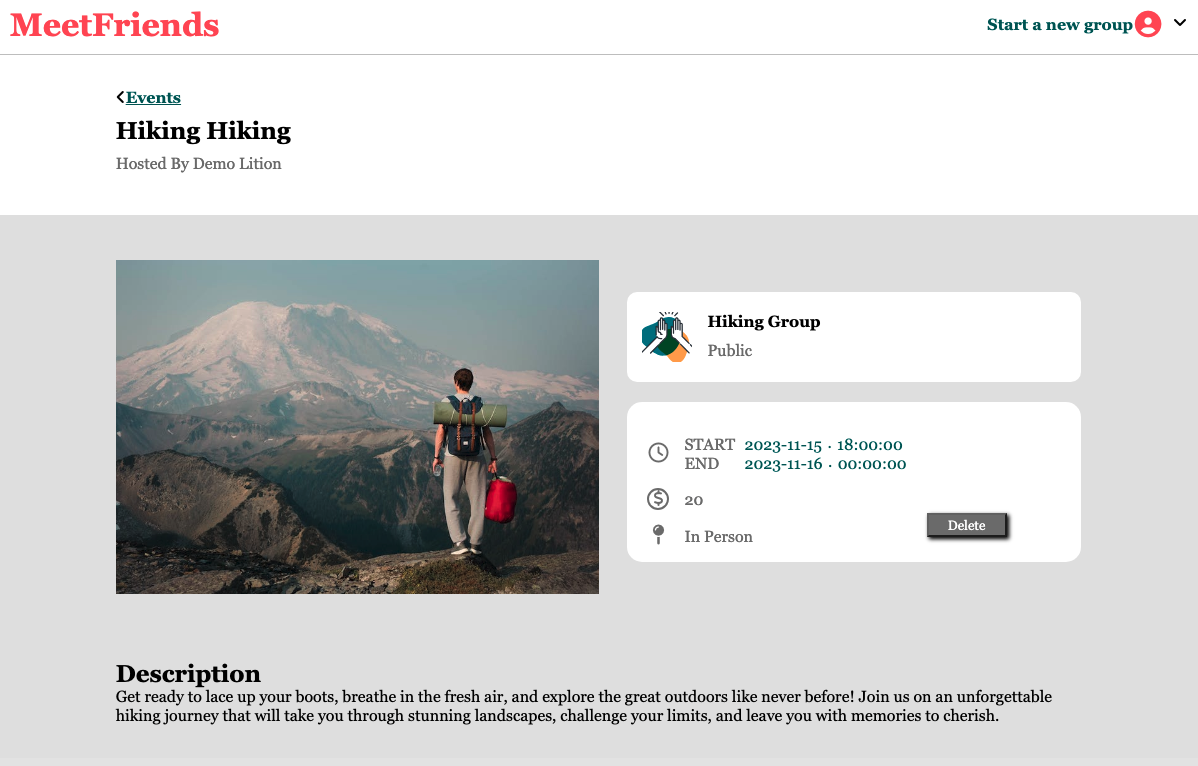 MeetFriends
Start a new group
Events
Hiking Hiking
Hosted By Demo Lition
Hiking Group
Public
START 2023-11-15 · 18:00:00
END 2023-11-16 · 00:00:00
20
In Person
Delete
Description
Get ready to lace up your boots, breathe in the fresh air, and explore the great outdoors like never before! Join us on an unforgettable
hiking journey that will take you through stunning landscapes, challenge your limits, and leave you with memories to cherish.